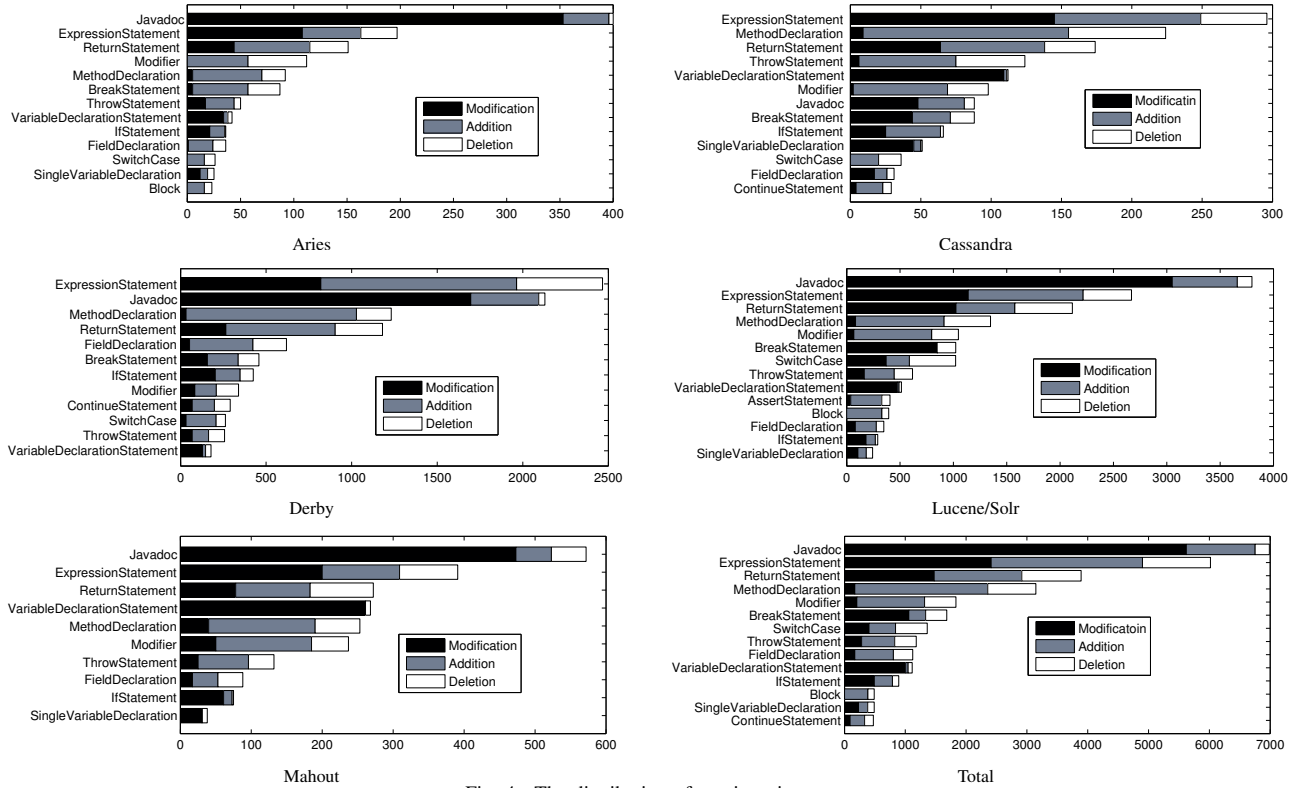 Javadoc
ExpressionStatement
ReturnStatement
Modifier
MethodDeclaration
BreakStatement
ThrowStatement
VariableDeclarationStatement
IfStatement
FieldDeclaration
SwitchCase
SingleVariableDeclaration
Block
Modification
Addition
Deletion
0 50 100 150 200 250 300 350 400
Aries
ExpressionStatement
MethodDeclaration
ReturnStatement
ThrowStatement
VariableDeclarationStatement
Modifier
Javadoc
BreakStatement
IfStatement
SingleVariableDeclaration
SwitchCase
FieldDeclaration
ContinueStatement
Modificatin
Addition
Deletion
0 50 100 150 200 250 300
Cassandra
ExpressionStatement
Javadoc
MethodDeclaration
ReturnStatement
FieldDeclaration
BreakStatement
IfStatement
Modifier
ContinueStatement
SwitchCase
ThrowStatement
VariableDeclarationStatement
Modification
Addition
Deletion
0 500 1000 1500 2000 2500
Derby
Javadoc
ExpressionStatement
ReturnStatement
MethodDeclaration
Modifier
BreakStatemen
SwitchCase
ThrowStatement
VariableDeclarationStatement
AssertStatement
Block
FieldDeclaration
IfStatement
SingleVariableDeclaration
Modification
Addition
Deletion
0 500 1000 1500 2000 2500 3000 3500 4000
Lucene/Solr
Javadoc
ExpressionStatement
ReturnStatement
VariableDeclarationStatement
MethodDeclaration
Modifier
ThrowStatement
FieldDeclaration
IfStatement
SingleVariableDeclaration
Modification
Addition
Deletion
0 100 200 300 400 500 600
Mahout
Javadoc
ExpressionStatement
ReturnStatement
MethodDeclaration
Modifier
BreakStatement
SwitchCase
ThrowStatement
FieldDeclaration
VariableDeclarationStatement
IfStatement
Block
SingleVariableDeclaration
ContinueStatement
Modificatoin
Addition
Deletion
0 1000 2000 3000 4000 5000 6000 7000
Total